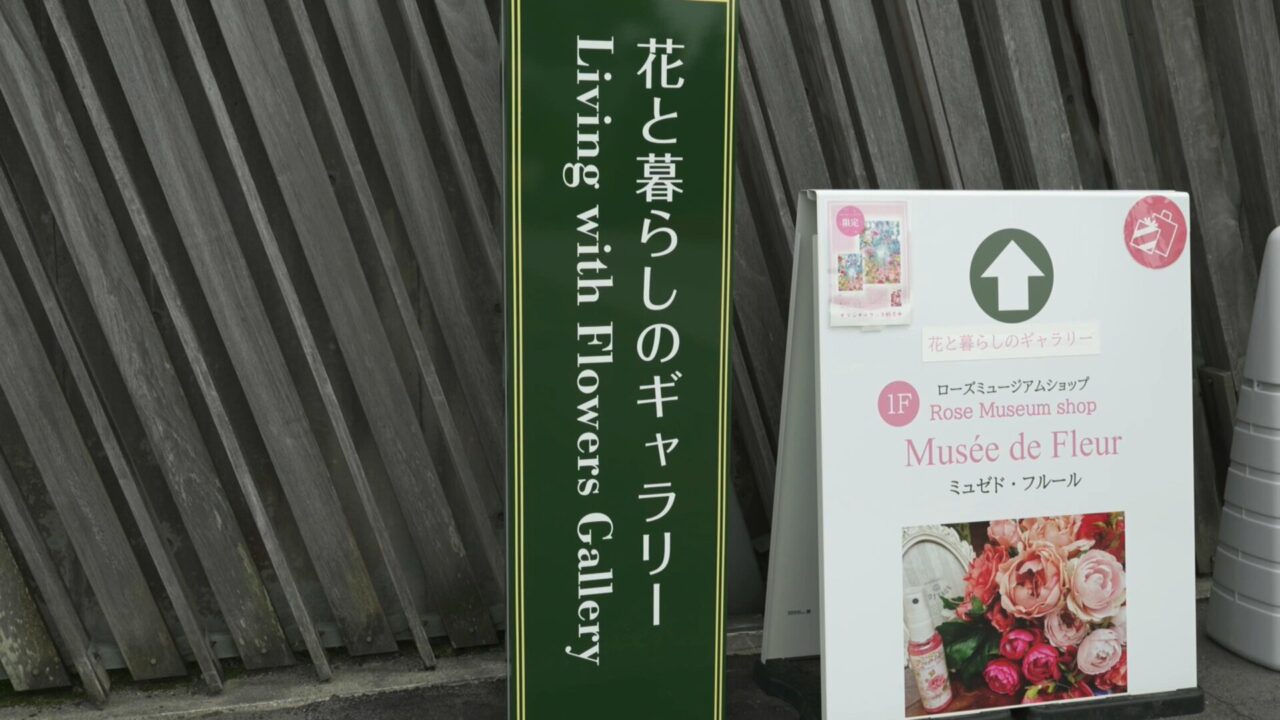 花と暮らしのギャラリー
Living with Flowers Gallery
限定
花と暮らしのギャラリー
1F
ローズミュージアムショップ
Rose Museum shop
Musée de Fleur
ミュゼド・フルール